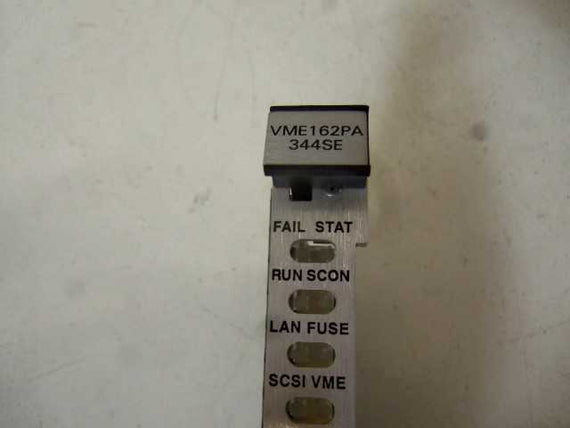 VME162PA
344SE
FAIL STAT
RUN SCON
LAN FUSE
SCSI VME